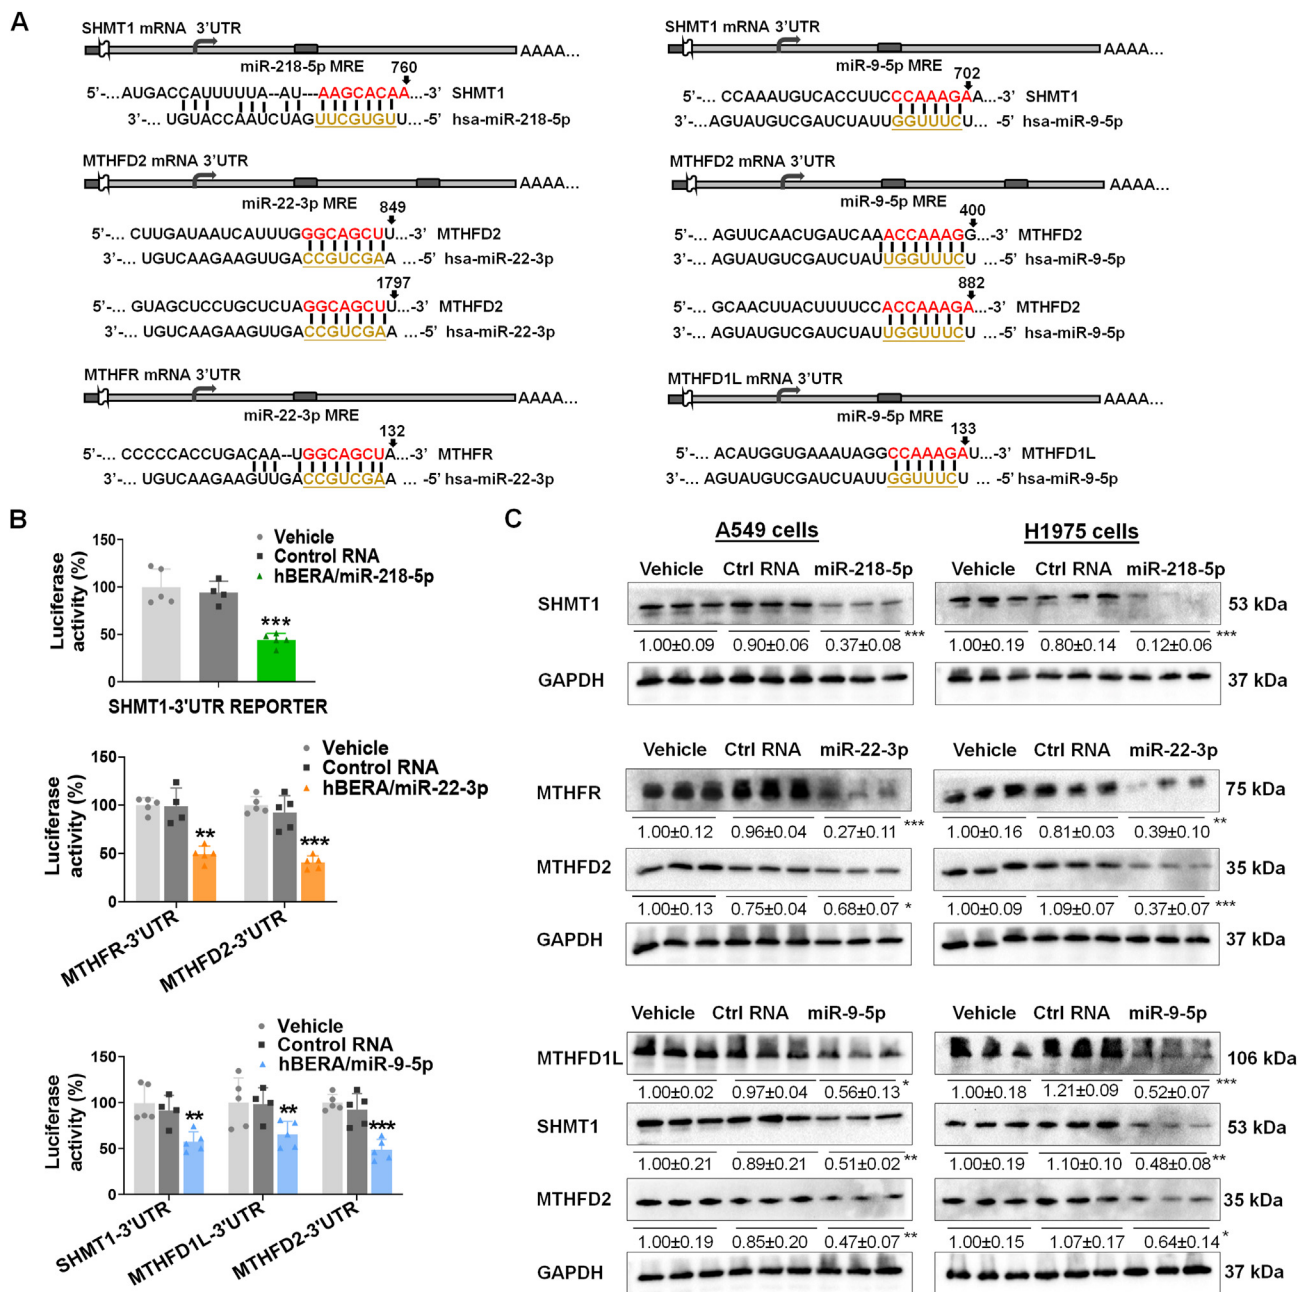 A
SHMT1 mRNA 3'UTR
AAAA...
miR-218-5p MRE
760
5'-...AUGACCAUUUUUA--AU---AAGCACAA...-3' SHMT1
3'-... UGUACCAAUCUAGUUCGUGUU...-5' hsa-miR-218-5p
MTHFD2 mRNA 3'UTR
AAAA...
miR-22-3p MRE
849
5'-... CUUGAUAAUCAUUUGGGCAGCUU...-3' MTHFD2
3'-... UGUCAAGAAGUUGACCGUCGAA ...-5' hsa-miR-22-3p
1797
5'-... GUAGCUCCUGCUCUAGGCAGCUU...-3' MTHFD2
3'-... UGUCAAGAAGUUGACCGUCGAA ...-5' hsa-miR-22-3p
MTHFR mRNA 3'UTR
AAAA...
miR-22-3p MRE
132
5'-... CCCCCACCUGACAA--UGGCAGCUA...-3' MTHFR
3'-... UGUCAAGAAGUUGACCGUCGAA ...-5' hsa-miR-22-3p
SHMT1 mRNA 3'UTR
AAAA...
miR-9-5p MRE
702
5'-... CCAAAUGUCACCUUCCCAAAGAA...-3' SHMT1
3'-... AGUAUGUCGAUCUAUUGGUUUCU... -5' hsa-miR-9-5p
MTHFD2 mRNA 3'UTR
AAAA...
miR-9-5p MRE
400
5'-... AGUUCAACUGAUCAAACCAAAGG...-3' MTHFD2
3'-... AGUAUGUCGAUCUAUUGGUUUCU ...-5' hsa-miR-9-5p
882
5'-... GCAACUUACUUUUCCACCAAAGA...-3' MTHFD2
3'-... AGUAUGUCGAUCUAUUGGUUUCU ...-5' hsa-miR-9-5p
MTHFD1L mRNA 3'UTR
AAAA...
miR-9-5p MRE
133
5'-... ACAUGGUGAAAUAGGCCAAAGAU...-3' MTHFD1L
3'-... AGUAUGUCGAUCUAUUGGUUUCU ... -5' hsa-miR-9-5p
B
Vehicle
Control RNA
hBERA/miR-218-5p
Luciferase
activity (%)
150
100
50
0
***
SHMT1-3'UTR REPORTER
Vehicle
Control RNA
hBERA/miR-22-3p
Luciferase
activity (%)
150
100
50
0
**
***
MTHFR-3'UTR
MTHFD2-3'UTR
Vehicle
Control RNA
hBERA/miR-9-5p
Luciferase
activity (%)
150
100
50
0
**
**
***
SHMT1-3'UTR
MTHFD1L-3'UTR
MTHFD2-3'UTR
C
A549 cells
H1975 cells
Vehicle Ctrl RNA miR-218-5p
Vehicle Ctrl RNA miR-218-5p
SHMT1
53 kDa
1.00±0.09 0.90±0.06 0.37±0.08 ***
1.00±0.19 0.80±0.14 0.12±0.06 ***
GAPDH
37 kDa
Vehicle Ctrl RNA miR-22-3p
Vehicle Ctrl RNA miR-22-3p
MTHFR
75 kDa
1.00±0.12 0.96±0.04 0.27±0.11 ***
1.00±0.16 0.81±0.03 0.39±0.10 **
MTHFD2
35 kDa
1.00±0.13 0.75±0.04 0.68±0.07 *
1.00±0.09 1.09±0.07 0.37±0.07 ***
GAPDH
37 kDa
Vehicle Ctrl RNA miR-9-5p
Vehicle Ctrl RNA miR-9-5p
MTHFD1L
106 kDa
1.00±0.02 0.97±0.04 0.56±0.13 *
1.00±0.18 1.21±0.09 0.52±0.07 ***
SHMT1
53 kDa
1.00±0.21 0.89±0.21 0.51±0.02 **
1.00±0.19 1.10±0.10 0.48±0.08 **
MTHFD2
35 kDa
1.00±0.19 0.85±0.20 0.47±0.07 **
1.00±0.15 1.07±0.17 0.64±0.14 *
GAPDH
37 kDa